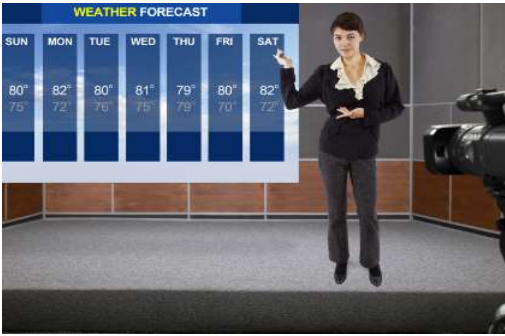 WEATHER FORECAST
SUN MON TUE WED THU FRI SAT
80° 82° 80° 81° 79° 80° 82°
75° 72° 76° 75° 79° 70° 72°